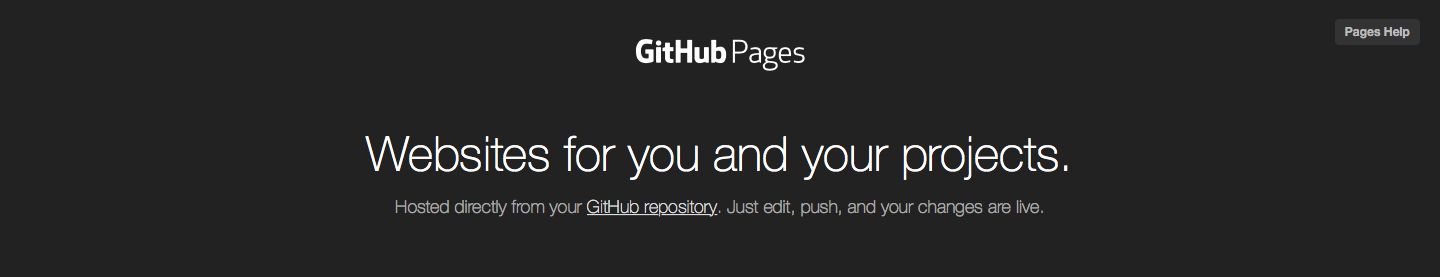 Pages Help
GitHub Pages
Websites for you and your projects.
Hosted directly from your GitHub repository. Just edit, push, and your changes are live.